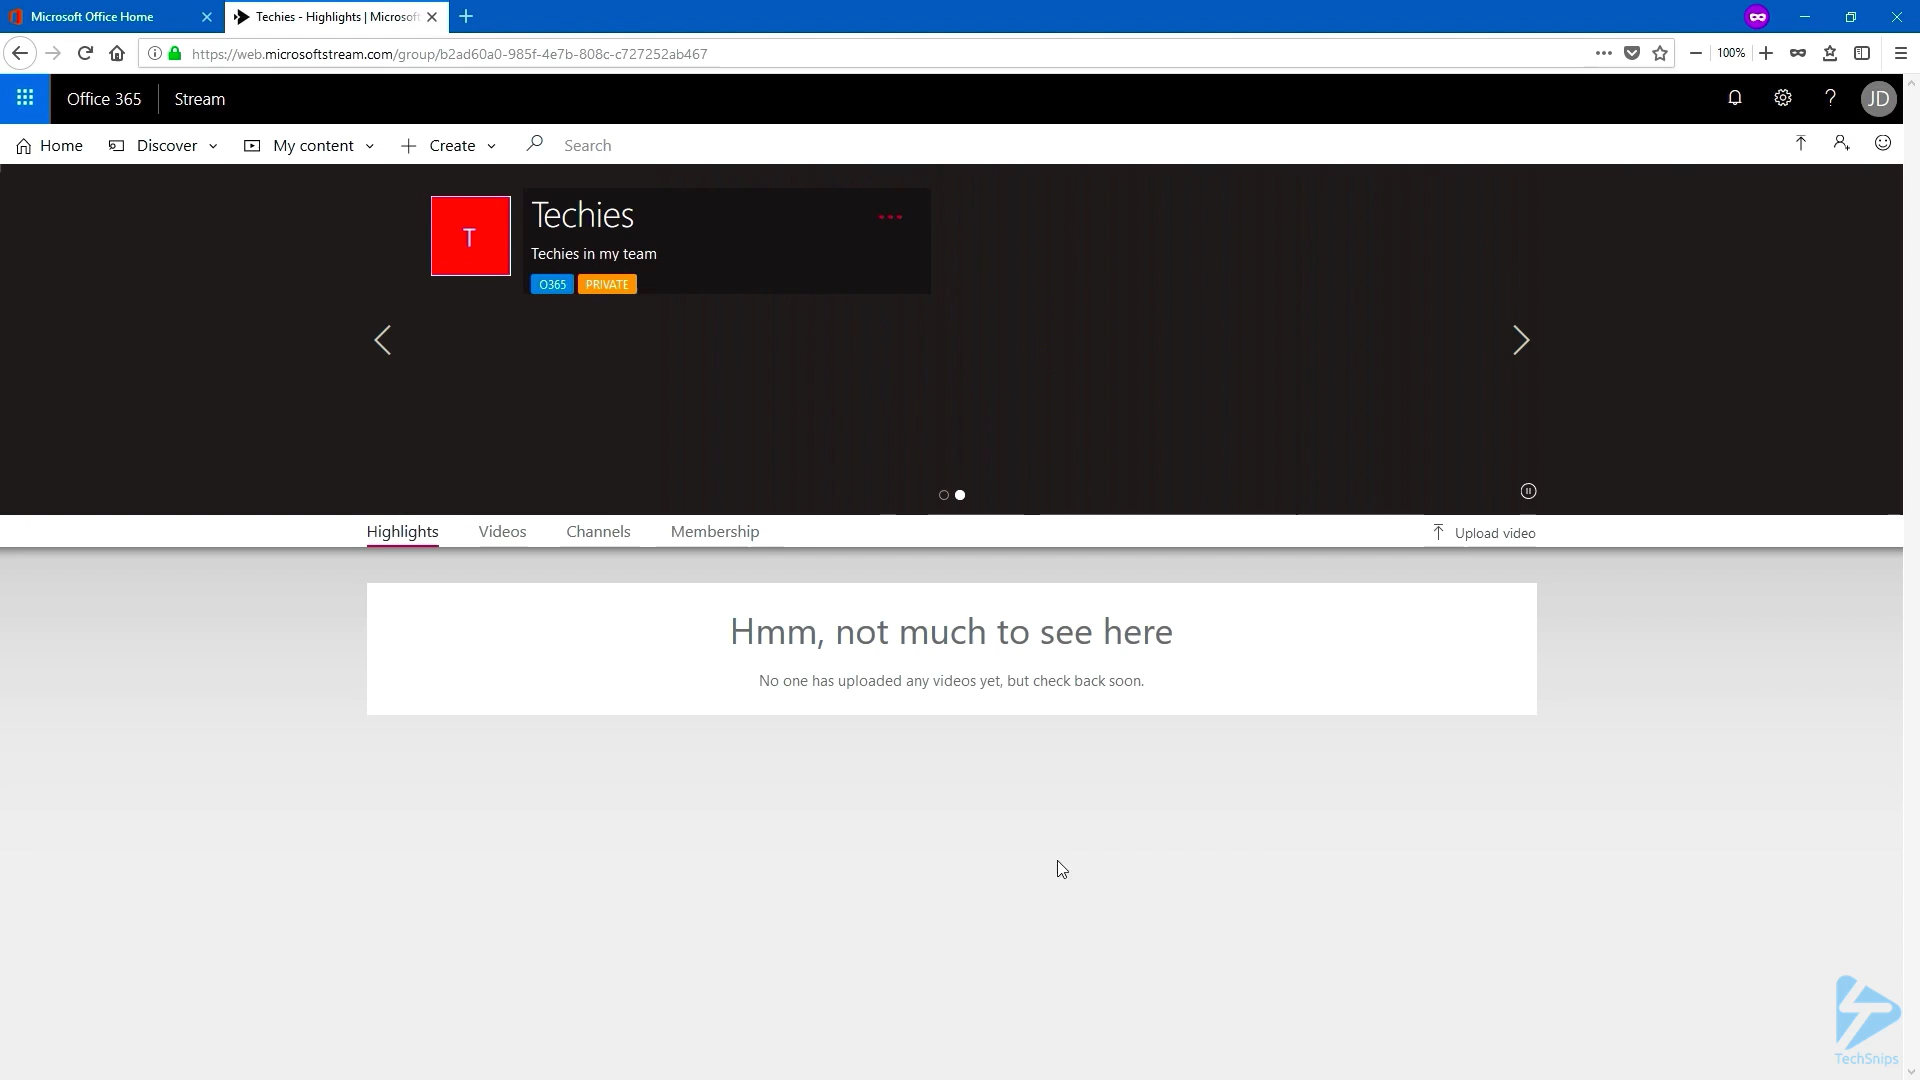 Microsoft Office Home
Techies - Highlights | Microsof
https://web.microsoftstream.com/group/b2ad60a0-985f-4e7b-808c-c727252ab467
100%
Office 365
Stream
JD
Home
Discover
My content
Create
Search
T
Techies
Techies in my team
O365
PRIVATE
Highlights
Videos
Channels
Membership
Upload video
Hmm, not much to see here
No one has uploaded any videos yet, but check back soon.
TechSnips